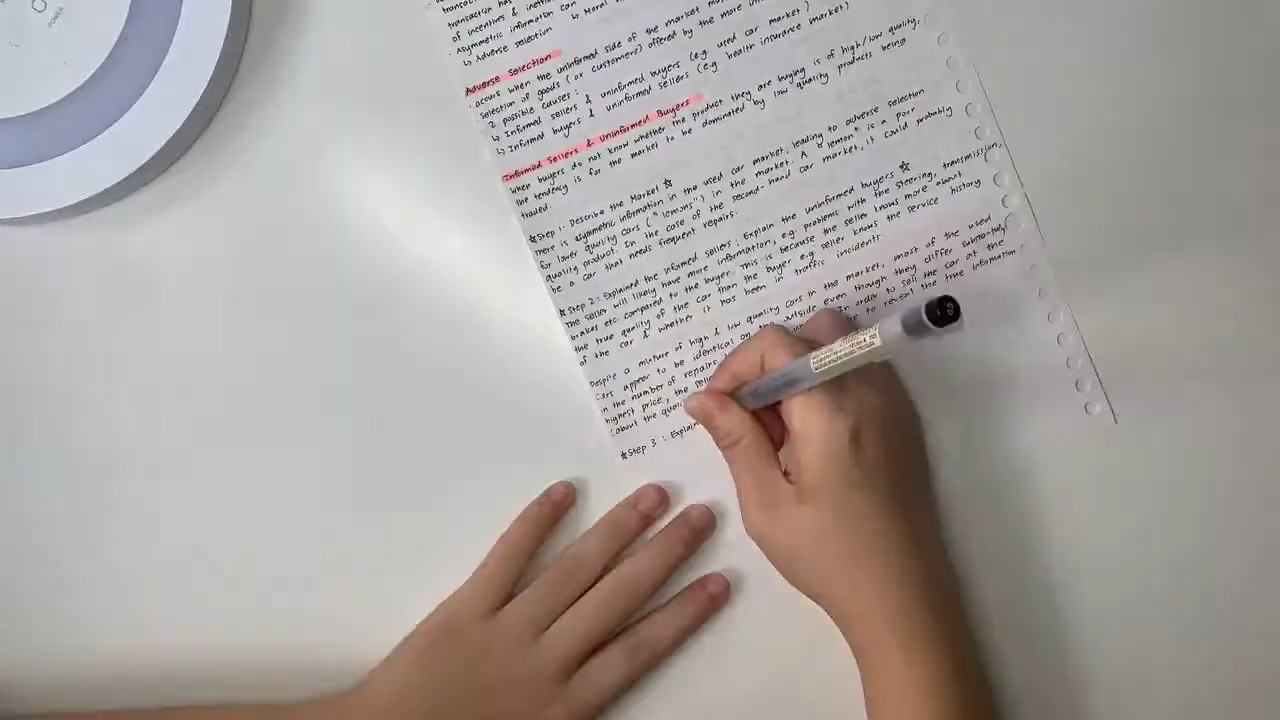 transaction has
of incentives & ineffi
· Asymmetric information can
↳ Adverse selection
↳ Moral
Adverse Selection
· occurs when the uninformed side of the market mo
selection of goods (or customers) offered by the more in
2 possible causes:
↳ Informed sellers & uninformed buyers (e.g. used car market)
↳ Informed buyers & uninformed sellers (e.g. health insurance market)
Informed Sellers & Uninformed Buyers
When buyers do not know whether the product they are buying is of high/low quality,
the tendency is for the market to be dominated by low quality products being
traded.
☆Step 1: Describe the Market ☆
There is asymmetric information in the used car market, leading to adverse selection
for lower quality cars ("lemons") in the market. A "lemon" is a poor
quality product. In the case of the second-hand car market, it could probably
be a car that needs frequent repairs.
☆Step 2: Explained the informed sellers; Explain the uninformed buyers ☆
The seller will likely have more information, e.g. problems with the steering, transmission,
brakes etc compared to the buyer. This is because the seller knows more about
the true quality of the car than the buyer e.g. seller knows the service history
of the car / whether it has been in traffic incidents.
Despite a mixture of high & low quality cars in the market, most of the used
cars appear to be identical on the outside even though they differ substantially
in the number of repairs In order to sell the car at the
highest price, the sell to reveal the true information
about the quali
☆Step 3: Explain